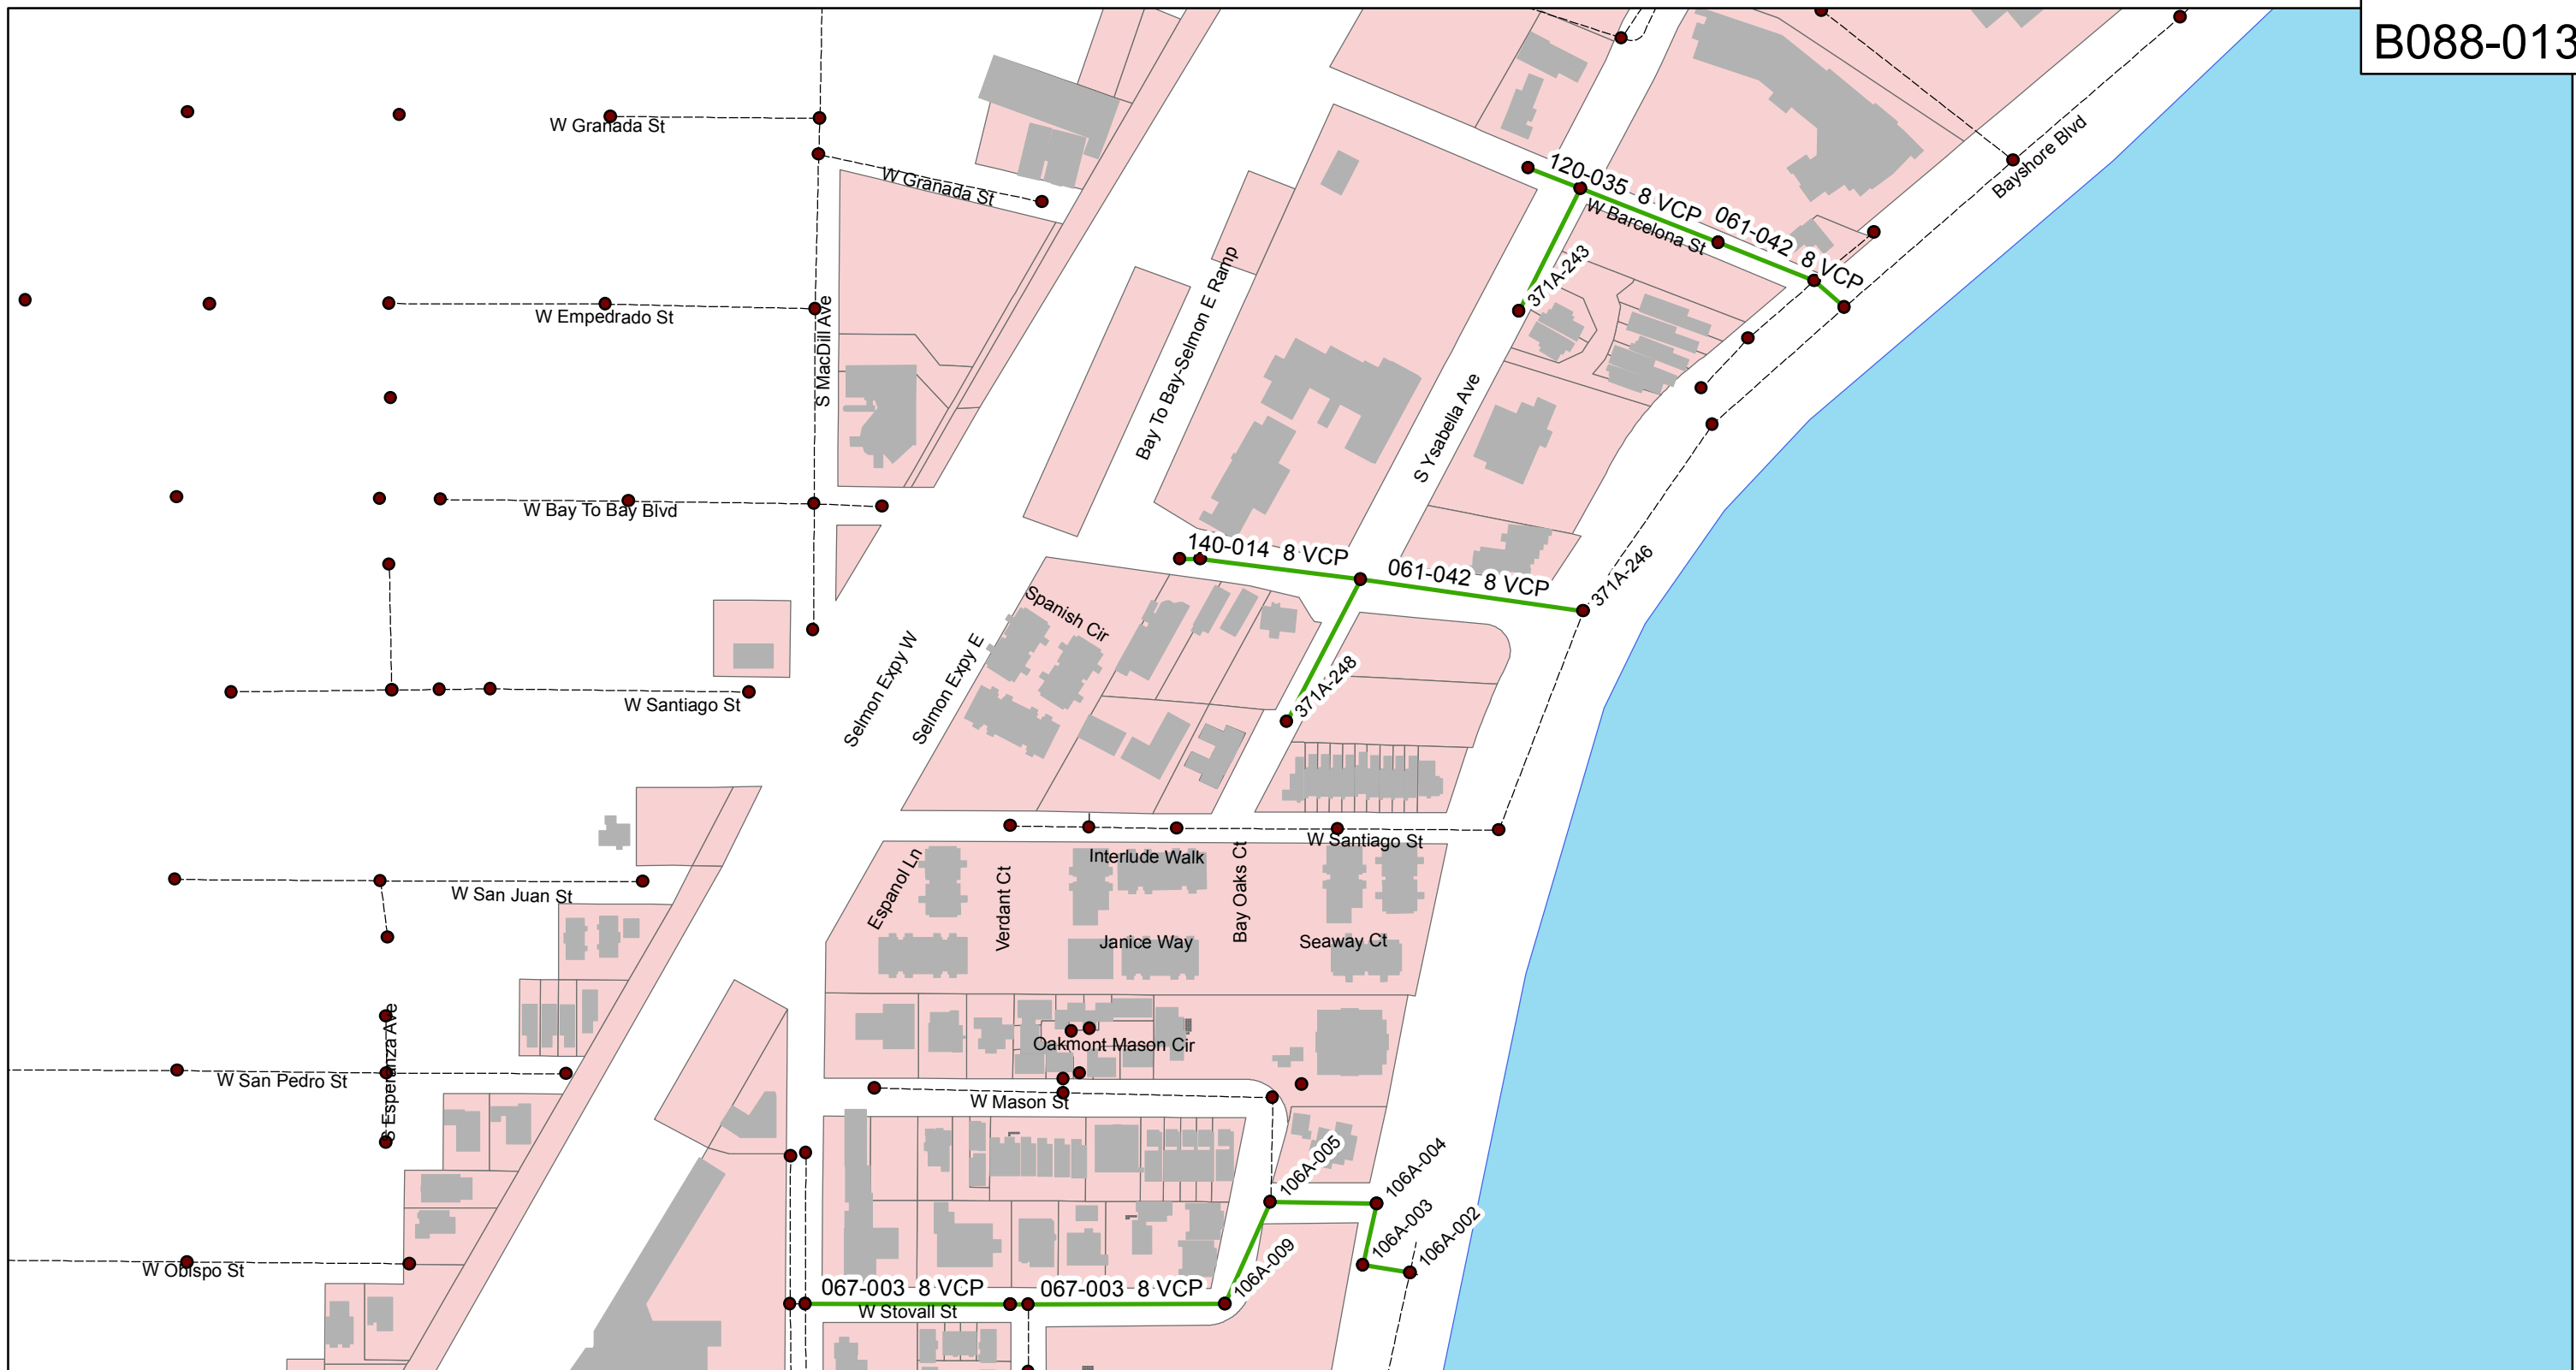 B088-013
W Granada St
W Granada St
120-035 8 VCP
061-042 8 VCP
W Barcelona St
Bayshore Blvd
371A-243
W Empedrado St
S MacDill Ave
Bay To Bay-Selmon E Ramp
S Ysabella Ave
W Bay To Bay Blvd
140-014 8 VCP
061-042 8 VCP
371A-246
Spanish Cir
Selmon Expy W
Selmon Expy E
371A-248
W Santiago St
W Santiago St
W San Juan St
Espanol Ln
Verdant Ct
Interlude Walk
Bay Oaks Ct
Janice Way
Seaway Ct
S Esperanza Ave
Oakmont Mason Cir
W San Pedro St
W Mason St
106A-005
106A-004
106A-003
106A-002
106A-009
W Obispo St
067-003 8 VCP
067-003 8 VCP
W Stovall St